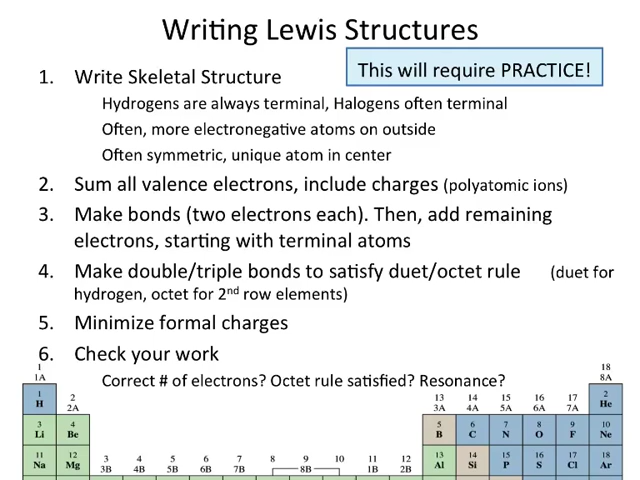 Writing Lewis Structures
This will require PRACTICE!
1. Write Skeletal Structure
Hydrogens are always terminal, Halogens often terminal
Often, more electronegative atoms on outside
Often symmetric, unique atom in center
2. Sum all valence electrons, include charges (polyatomic ions)
3. Make bonds (two electrons each). Then, add remaining
electrons, starting with terminal atoms
4. Make double/triple bonds to satisfy duet/octet rule (duet for
hydrogen, octet for 2nd row elements)
5. Minimize formal charges
6. Check your work
Correct # of electrons? Octet rule satisfied? Resonance?
1 18
1A 8A
1 2 13 14 15 16 17 2
H 2A 3A 4A 5A 6A 7A He
3 4 5 6 7 8 9 10
Li Be B C N O F Ne
11 12 3 4 5 6 7 8 9 10 11 12 13 14 15 16 17 18
Na Mg 3B 4B 5B 6B 7B 8B 1B 2B Al Si P S Cl Ar